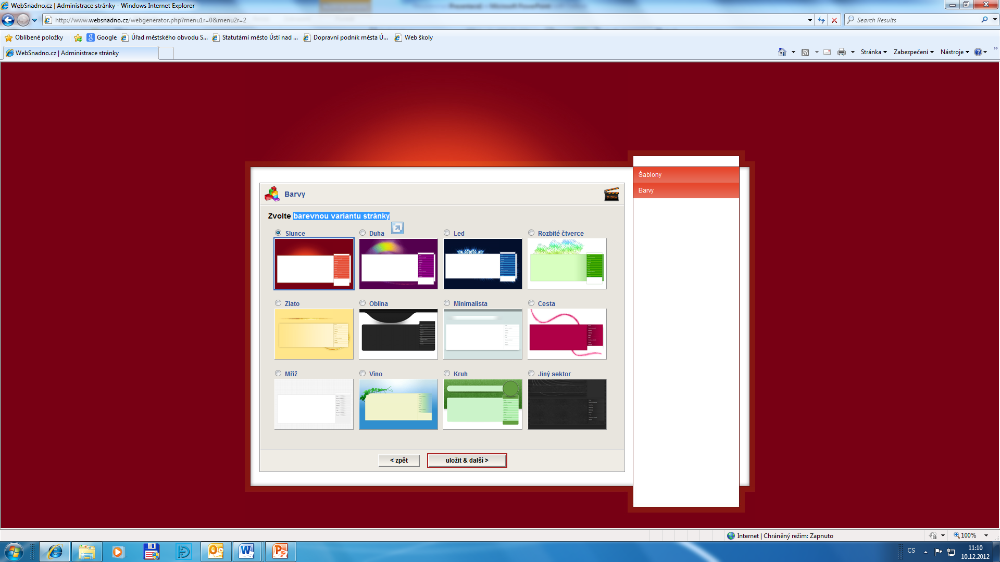 WebSnadno.cz | Administrace stránky - Windows Internet Explorer
http://www.websnadno.cz/webgenerator.php?menu1r=0&menu2r=2
Search Results
Oblíbené položky
Google
Úřad městského obvodu S...
Statutární město Ústí nad ...
Dopravní podnik města Ú...
Web školy
WebSnadno.cz | Administrace stránky
Stránka
Zabezpečení
Nástroje
Šablony
Barvy
Barvy
Zvolte barevnou variantu stránky
Slunce
Duha
Led
Rozbité čtverce
Zlato
Oblina
Minimalista
Cesta
Mříž
Víno
Kruh
Jiný sektor
< zpět
uložit & další >
Internet | Chráněný režim: Zapnuto
100%
CS
11:10
10.12.2012